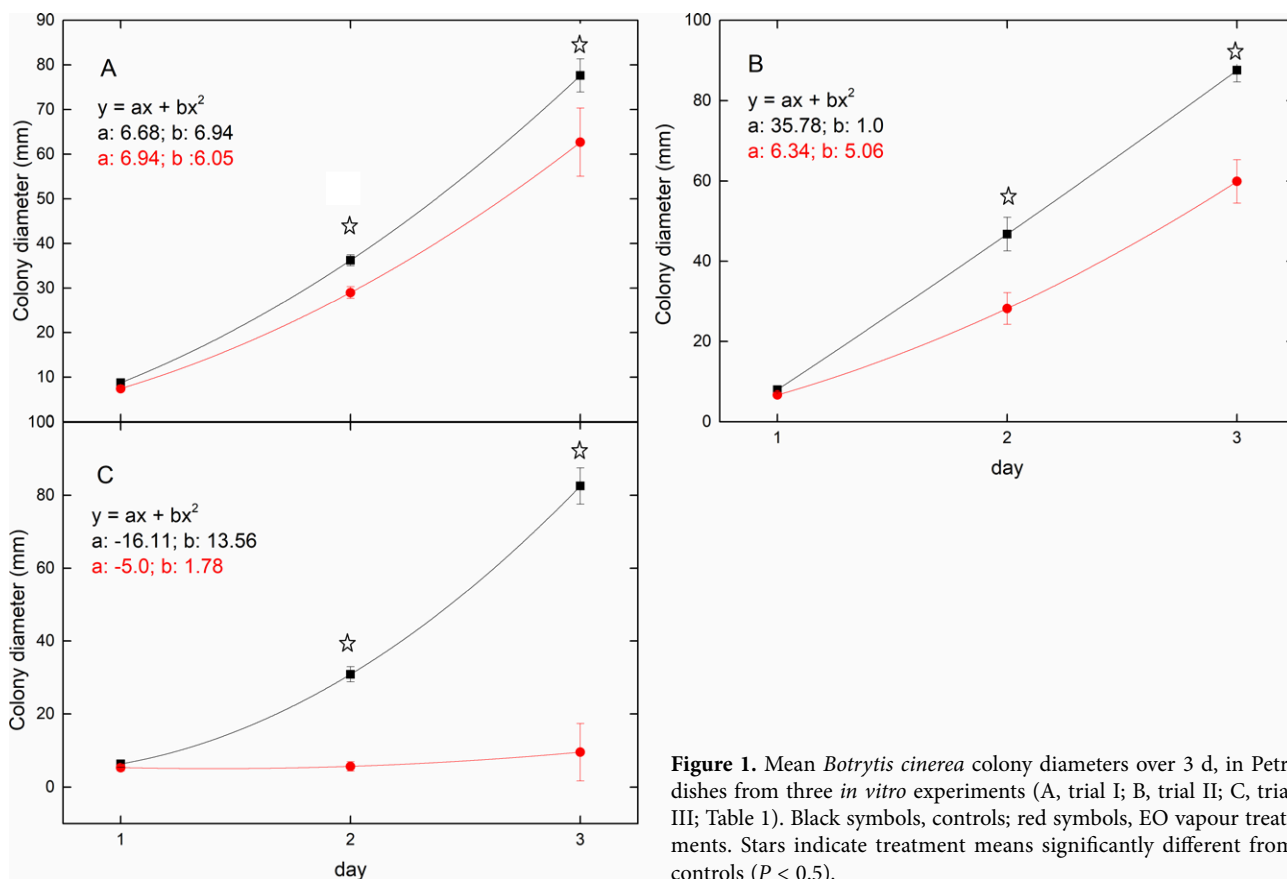 90
80
70
60
50
40
30
20
10
Colony diameter (mm)
A
y = ax + bx²
a: 6.68; b: 6.94
a: 6.94; b :6.05
100
80
60
40
20
0
Colony diameter (mm)
B
y = ax + bx²
a: 35.78; b: 1.0
a: 6.34; b: 5.06
1 2 3
day
100
80
60
40
20
0
Colony diameter (mm)
C
y = ax + bx²
a: -16.11; b: 13.56
a: -5.0; b: 1.78
1 2 3
day
Figure 1. Mean Botrytis cinerea colony diameters over 3 d, in Petr
dishes from three in vitro experiments (A, trial I; B, trial II; C, tria
III; Table 1). Black symbols, controls; red symbols, EO vapour treat-
ments. Stars indicate treatment means significantly different from
controls (P < 0.5).